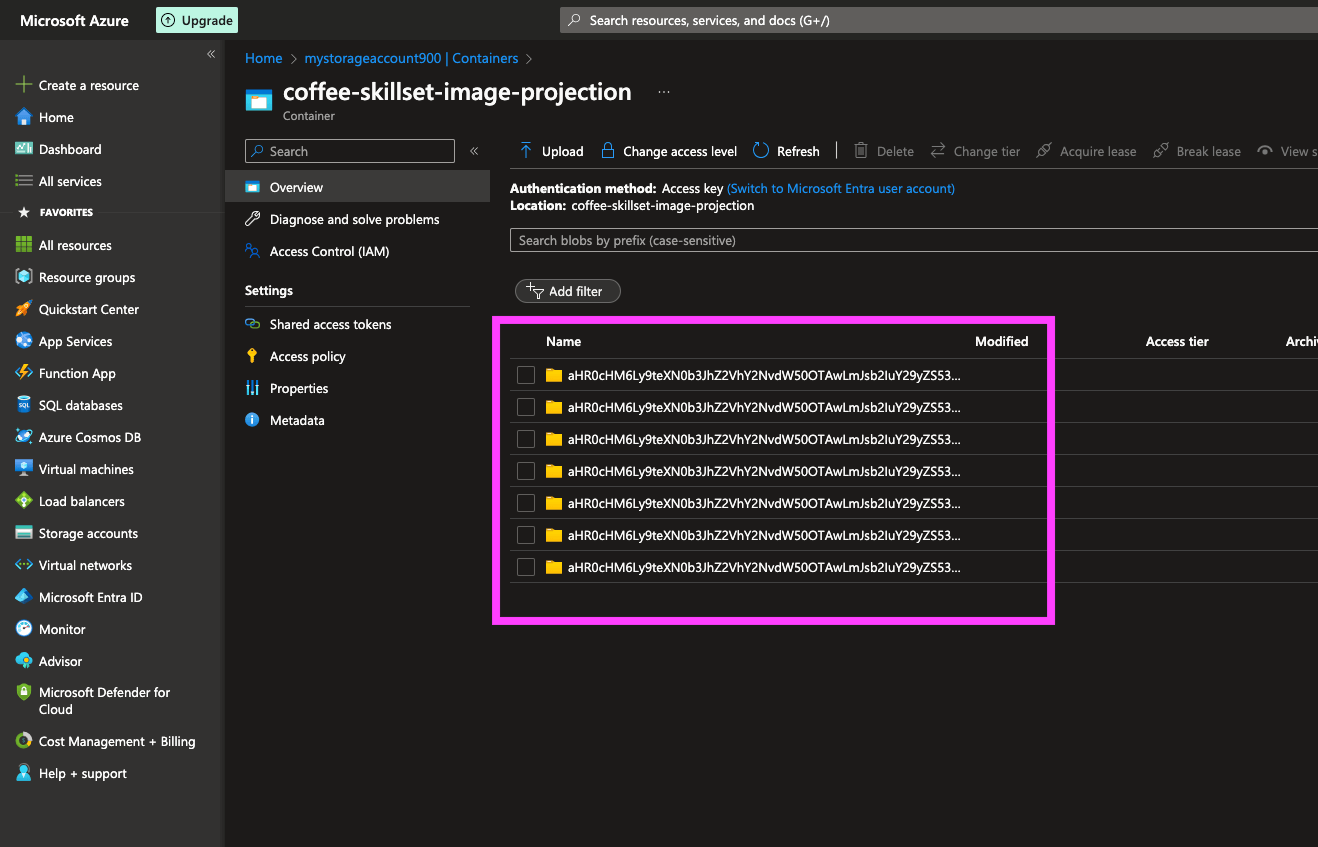 Microsoft Azure
Upgrade
Search resources, services, and docs (G+/)
Create a resource
Home
Dashboard
All services
FAVORITES
All resources
Resource groups
Quickstart Center
App Services
Function App
SQL databases
Azure Cosmos DB
Virtual machines
Load balancers
Storage accounts
Virtual networks
Microsoft Entra ID
Monitor
Advisor
Microsoft Defender for
Cloud
Cost Management + Billing
Help + support
Home > mystorageaccount900 | Containers >
coffee-skillset-image-projection ...
Container
Search
Overview
Diagnose and solve problems
Access Control (IAM)
Settings
Shared access tokens
Access policy
Properties
Metadata
Upload Change access level Refresh Delete Change tier Acquire lease Break lease View s
Authentication method: Access key (Switch to Microsoft Entra user account)
Location: coffee-skillset-image-projection
Search blobs by prefix (case-sensitive)
Add filter
Name Modified Access tier Archi
aHR0cHM6Ly9teXN0b3JhZ2VhY2NvdW50OTAwLmJsb2IuY29yZS53...
aHR0cHM6Ly9teXN0b3JhZ2VhY2NvdW50OTAwLmJsb2IuY29yZS53...
aHR0cHM6Ly9teXN0b3JhZ2VhY2NvdW50OTAwLmJsb2IuY29yZS53...
aHR0cHM6Ly9teXN0b3JhZ2VhY2NvdW50OTAwLmJsb2IuY29yZS53...
aHR0cHM6Ly9teXN0b3JhZ2VhY2NvdW50OTAwLmJsb2IuY29yZS53...
aHR0cHM6Ly9teXN0b3JhZ2VhY2NvdW50OTAwLmJsb2IuY29yZS53...
aHR0cHM6Ly9teXN0b3JhZ2VhY2NvdW50OTAwLmJsb2IuY29yZS53...